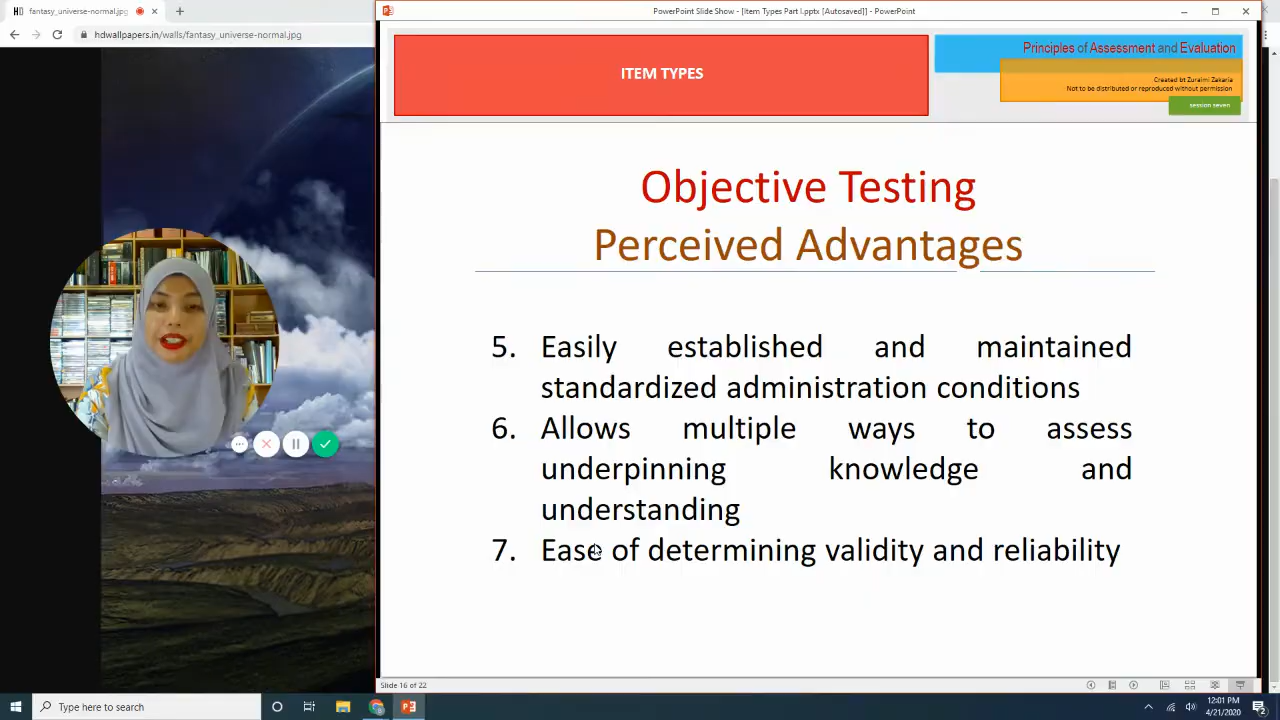 fantasy_universe-normal.jpg
hdwallpapers.in/walls/fantasy_universe-normal.jpg
PowerPoint Slide Show - [Item Types Part I.pptx [Autosaved]] - PowerPoint
ITEM TYPES
Principles of Assessment and Evaluation
Created bt Zuraimi Zakaria
Not to be distributed or reproduced without permission
session seven
Objective Testing
Perceived Advantages
5. Easily established and maintained
standardized administration conditions
6. Allows multiple ways to assess
underpinning knowledge and
understanding
7. Ease of determining validity and reliability
Slide 16 of 22
Type here to search
12:01 PM
4/21/2020